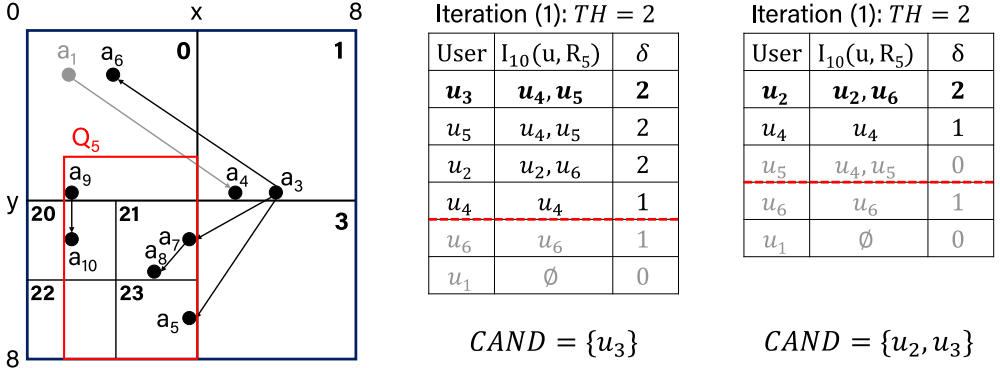 0 x 8
0 1
a₁ a₆
Q₅
a₉ a₄ a₃
y
20 21 3
a₇
a₁₀ a₈
22 23
a₅
8
Iteration (1): TH = 2
User I₁₀(u, R₅) δ
u₃ u₄, u₅ 2
u₅ u₄, u₅ 2
u₂ u₂, u₆ 2
u₄ u₄ 1
u₆ u₆ 1
u₁ ∅ 0
CAND = {u₃}
Iteration (1): TH = 2
User I₁₀(u, R₅) δ
u₂ u₂, u₆ 2
u₄ u₄ 1
u₅ u₄, u₅ 0
u₆ u₆ 1
u₁ ∅ 0
CAND = {u₂, u₃}